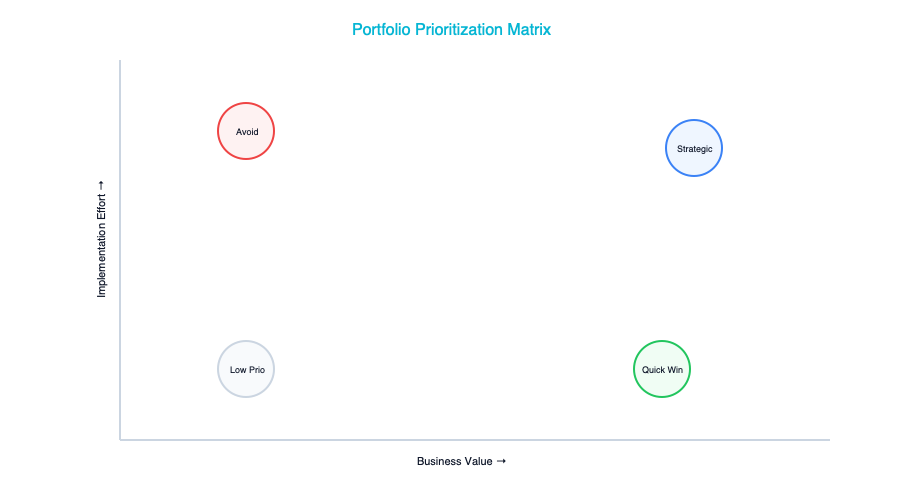 Portfolio Prioritization Matrix
Avoid
Strategic
Implementation Effort →
Low Prio
Quick Win
Business Value →